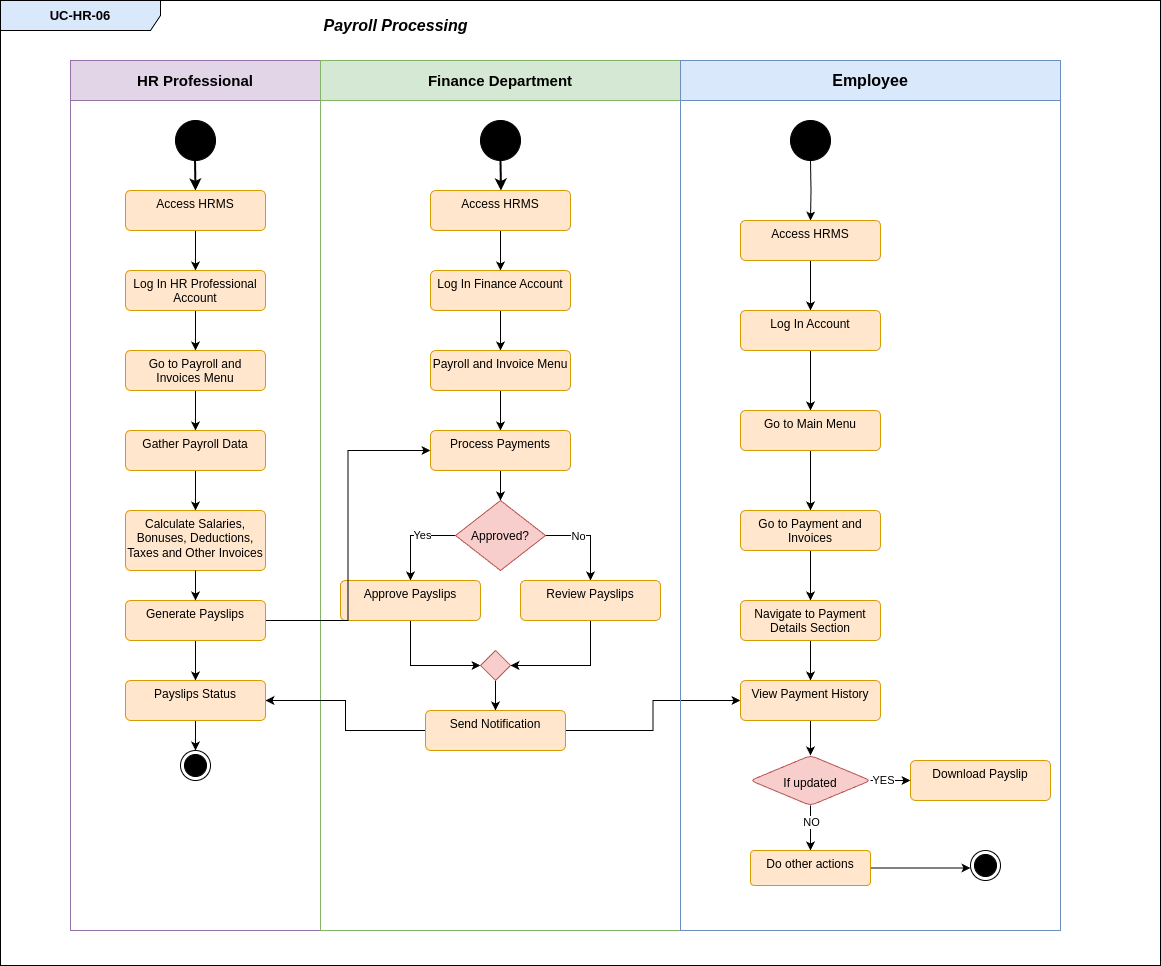 UC-HR-06
Payroll Processing
HR Professional
Finance Department
Employee
Access HRMS
Log In HR Professional
Account
Go to Payroll and
Invoices Menu
Gather Payroll Data
Calculate Salaries,
Bonuses, Deductions,
Taxes and Other Invoices
Generate Payslips
Payslips Status
Access HRMS
Log In Finance Account
Payroll and Invoice Menu
Process Payments
Approved?
Yes
No
Approve Payslips
Review Payslips
Send Notification
Access HRMS
Log In Account
Go to Main Menu
Go to Payment and
Invoices
Navigate to Payment
Details Section
View Payment History
If updated
YES
Download Payslip
NO
Do other actions